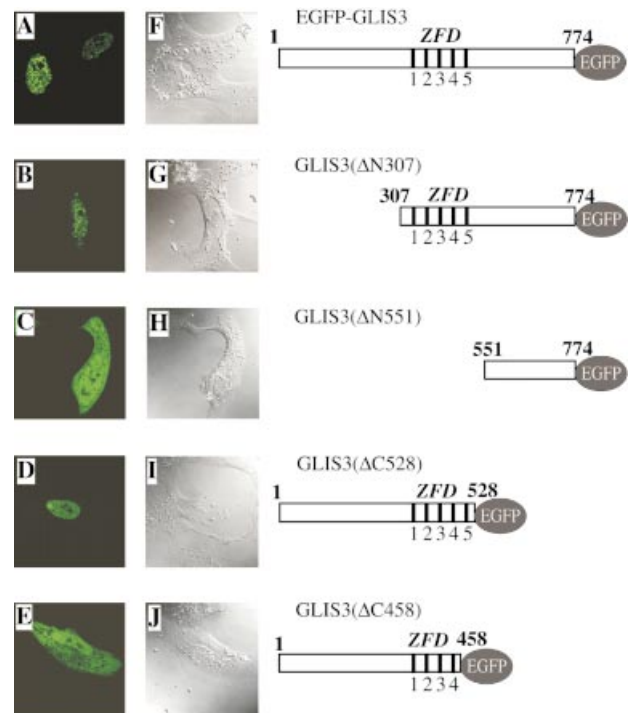 A F EGFP-GLIS3
1 ZFD 774
EGFP
1 2 3 4 5
B G GLIS3(ΔN307)
307 ZFD 774
EGFP
1 2 3 4 5
C H GLIS3(ΔN551)
551 774
EGFP
D I GLIS3(ΔC528)
1 ZFD 528
EGFP
1 2 3 4 5
E J GLIS3(ΔC458)
1 ZFD 458
EGFP
1 2 3 4